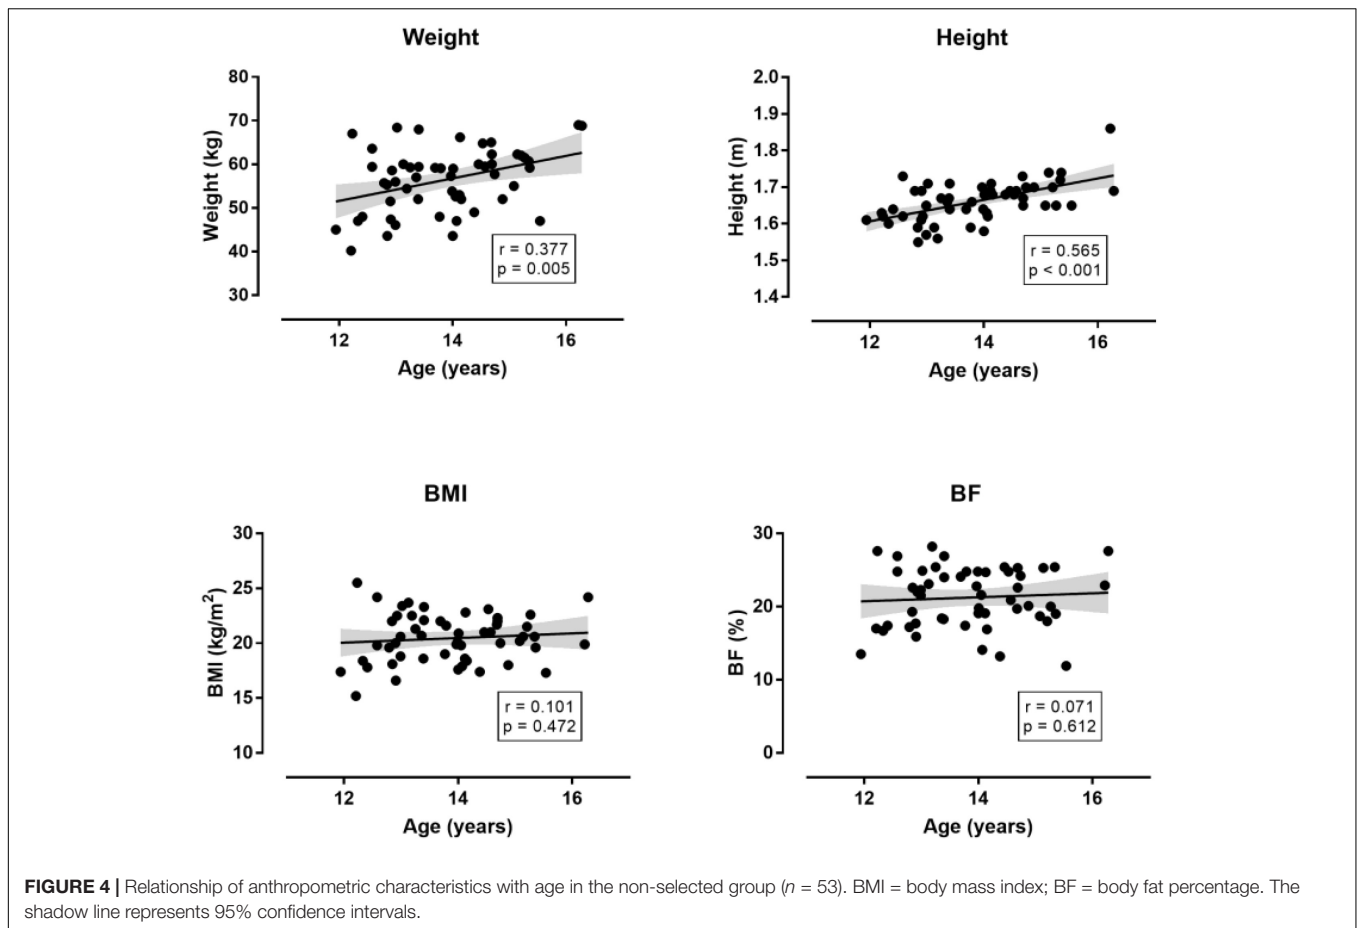 Weight
Weight (kg)
80
70
60
50
40
30
r = 0.377
p = 0.005
12
14
16
Age (years)
Height
Height (m)
2.0
1.9
1.8
1.7
1.6
1.5
1.4
r = 0.565
p < 0.001
12
14
16
Age (years)
BMI
BMI (kg/m²)
30
25
20
15
10
r = 0.101
p = 0.472
12
14
16
Age (years)
BF
BF (%)
30
20
10
0
r = 0.071
p = 0.612
12
14
16
Age (years)
FIGURE 4 | Relationship of anthropometric characteristics with age in the non-selected group (n = 53). BMI = body mass index; BF = body fat percentage. The
shadow line represents 95% confidence intervals.